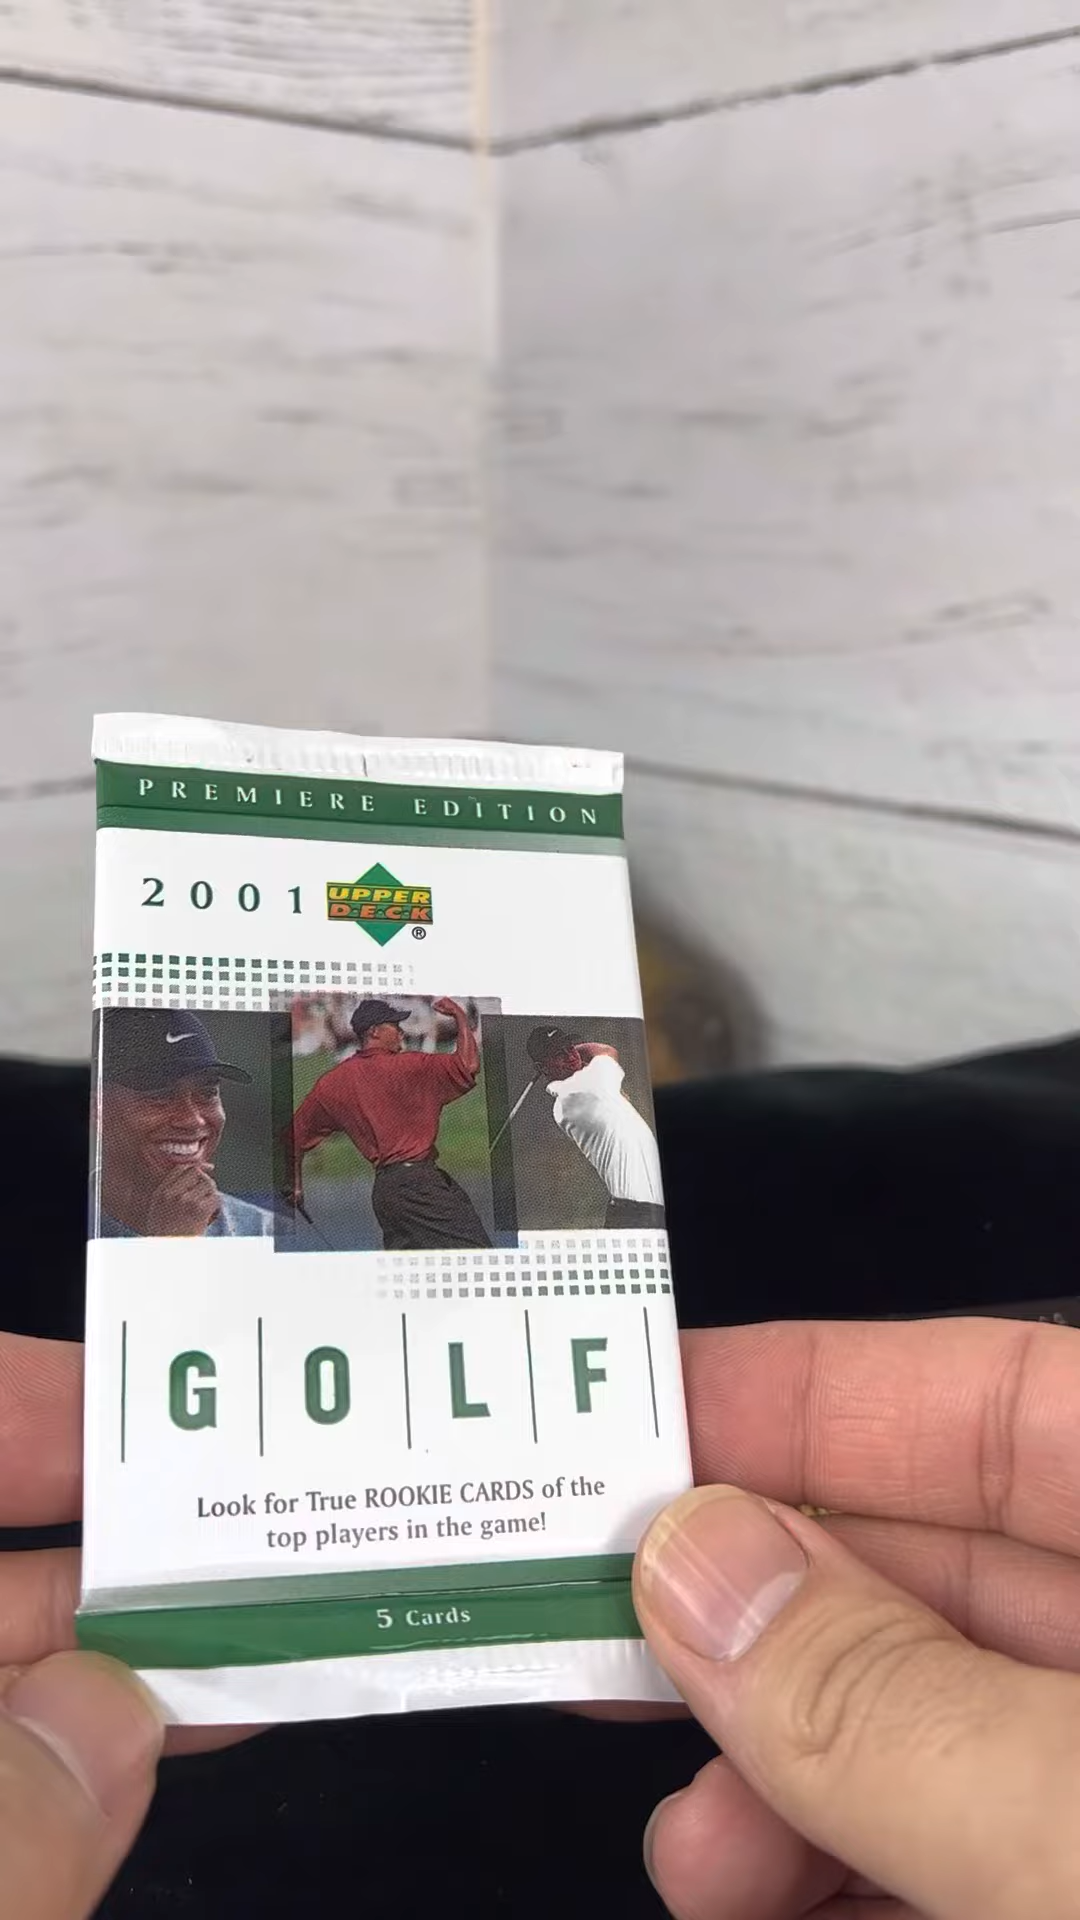 PREMIERE EDITION
2001 UPPER
DECK
®
GOLF
Look for True ROOKIE CARDS of the
top players in the game!
5 Cards